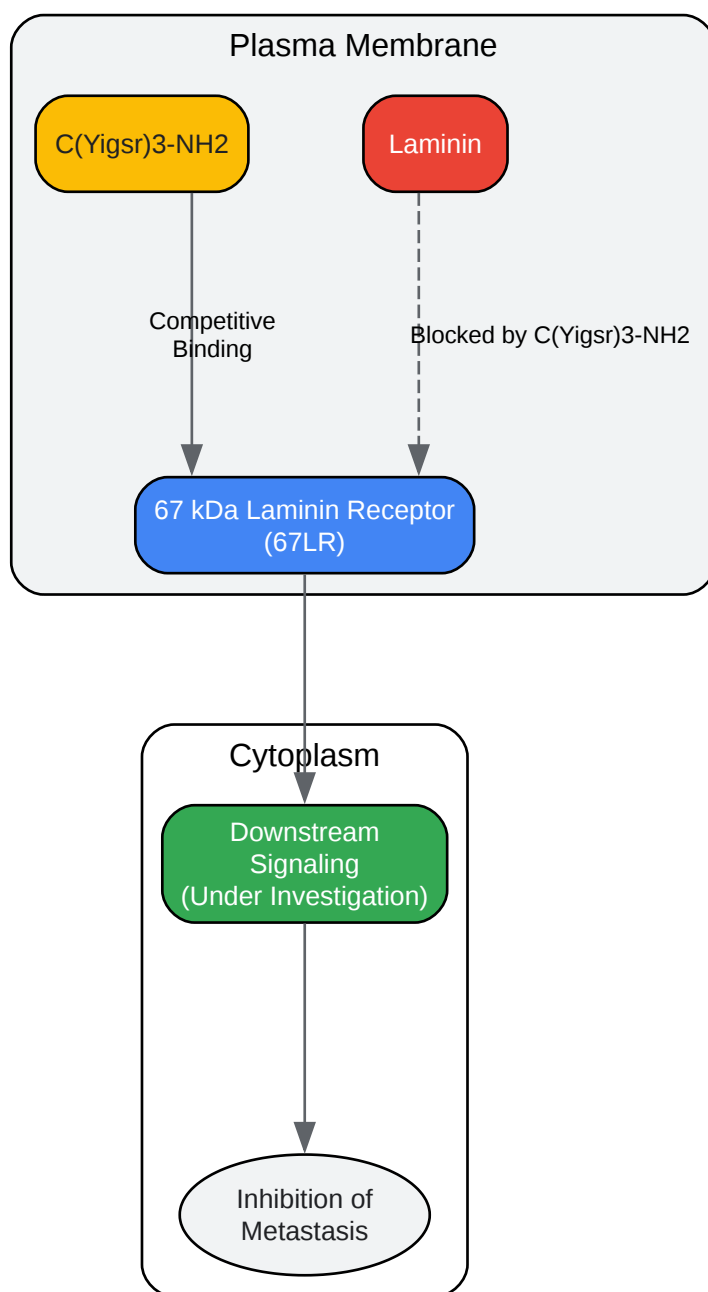 Plasma Membrane
C(Yigsr)3-NH2
Laminin
Competitive
Binding
Blocked by C(Yigsr)3-NH2
67 kDa Laminin Receptor
(67LR)
Cytoplasm
Downstream
Signaling
(Under Investigation)
Inhibition of
Metastasis